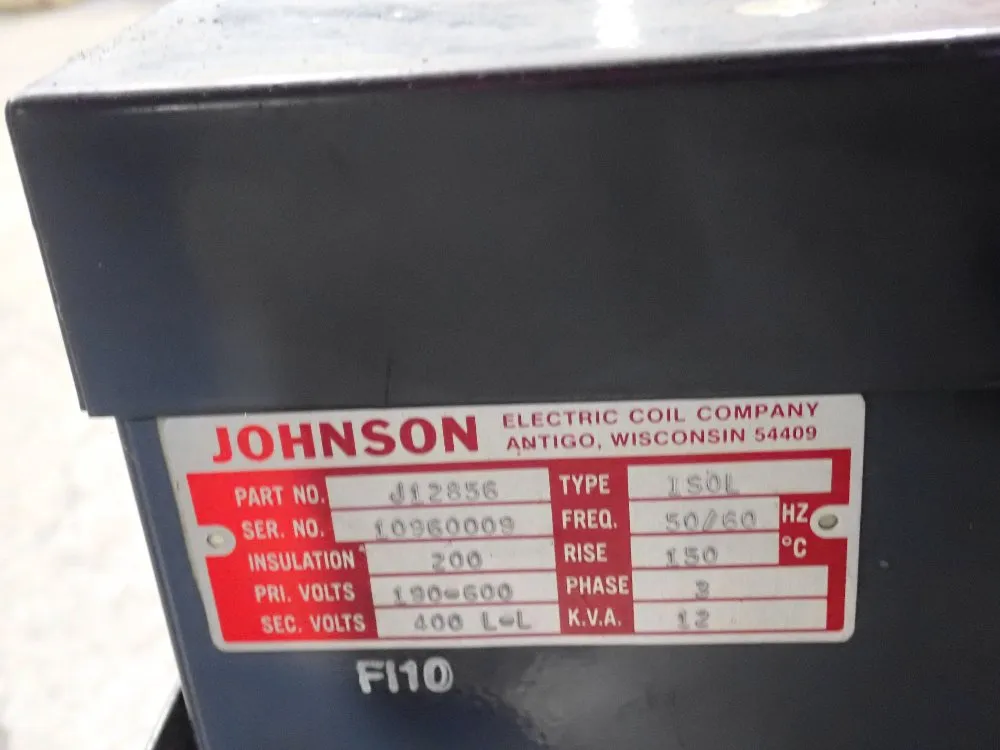 JOHNSON ELECTRIC COIL COMPANY
ANTIGO, WISCONSIN 54409
PART NO. J12856 TYPE ISOL
SER. NO. 10960009 FREQ. 50/60 HZ
INSULATION 200 RISE 150 °C
PRI. VOLTS 190-600 PHASE 3
SEC. VOLTS 400 L-L K.V.A. 12
FI10